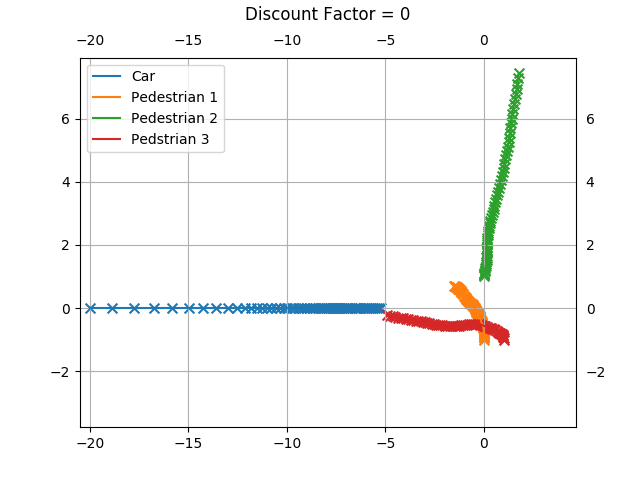 Discount Factor = 0
−20 −15 −10 −5 0
Car
Pedestrian 1
Pedestrian 2
Pedstrian 3
6 6
4 4
2 2
0 0
−2 −2
−20 −15 −10 −5 0